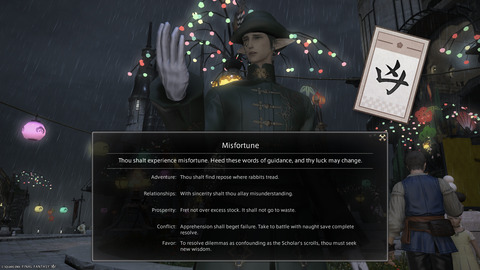 凶
Misfortune
Thou shalt experience misfortune. Heed these words of guidance, and thy luck may change.
Adventure: Thou shalt find repose where rabbits tread.
Relationships: With sincerity shalt thou allay misunderstanding.
Prosperity: Fret not over excess stock. It shall not go to waste.
Conflict: Apprehension shall beget failure. Take to battle with naught save complete
resolve.
Favor: To resolve dilemmas as confounding as the Scholar's scrolls, thou must seek
new wisdom.